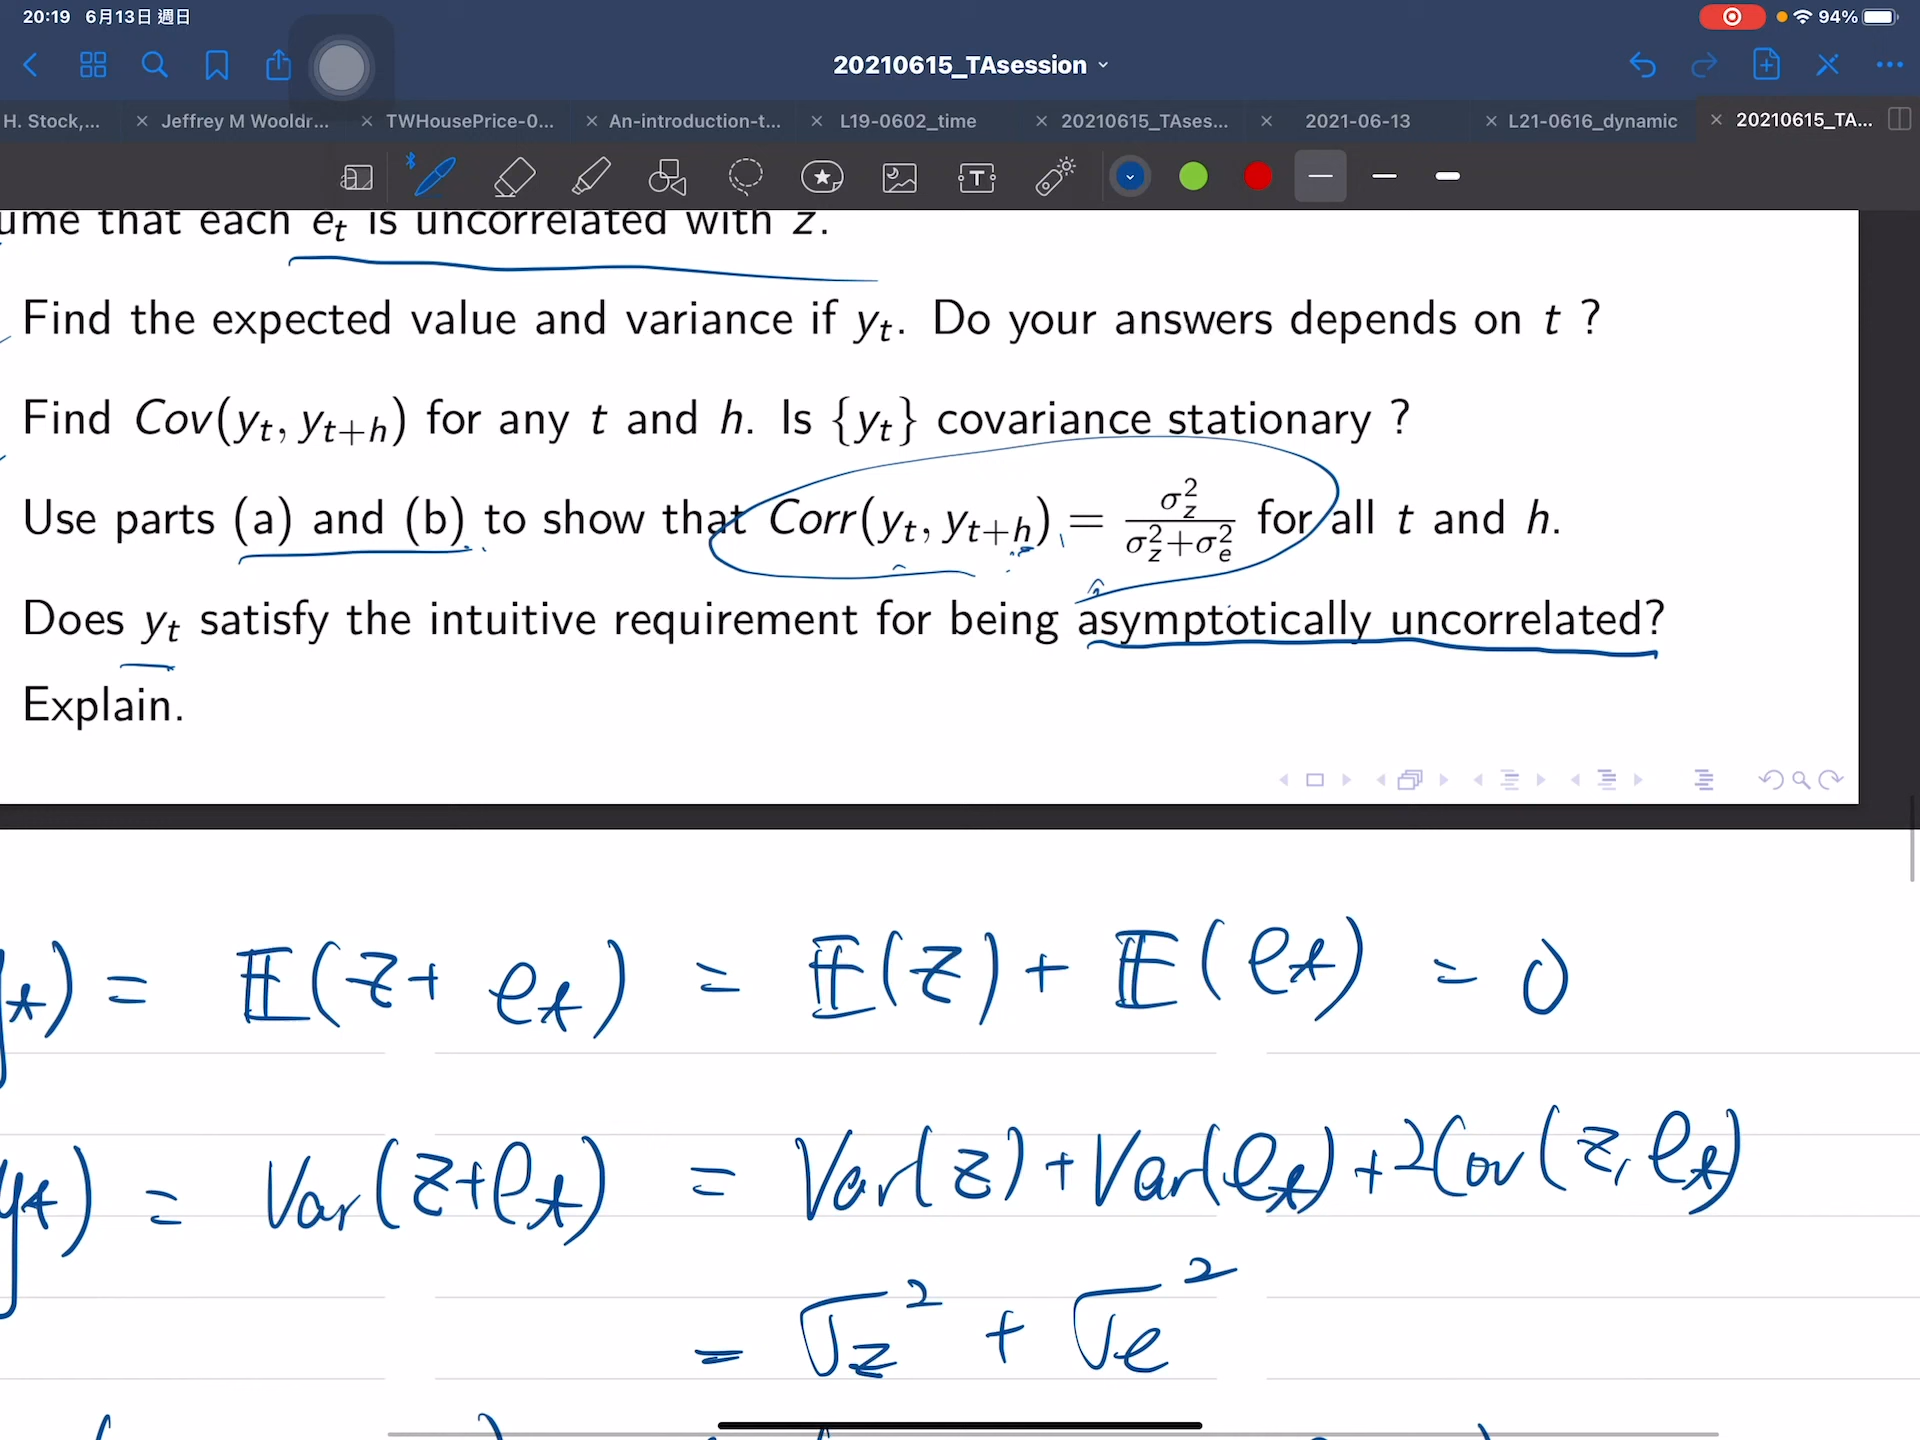 20:19 6月13日 週日
94%
20210615_TAsession
H. Stock,... × Jeffrey M Wooldr... × TWHousePrice-0... × An-introduction-t... × L19-0602_time × 20210615_TAses... × 2021-06-13 × L21-0616_dynamic × 20210615_TA...
ume that each e_t is uncorrelated with z.
Find the expected value and variance if y_t. Do your answers depends on t ?
Find Cov(y_t, y_{t+h}) for any t and h. Is {y_t} covariance stationary ?
Use parts (a) and (b) to show that Corr(y_t, y_{t+h}) = σ_z^2 / (σ_z^2+σ_e^2) for all t and h.
Does y_t satisfy the intuitive requirement for being asymptotically uncorrelated?
Explain.
t) = E(z+ e_t) = E(z) + E(e_t) = 0
y_t) = Var(z+e_t) = Var(z) + Var(e_t) + 2Cov(z, e_t)
= σ_z^2 + σ_e^2